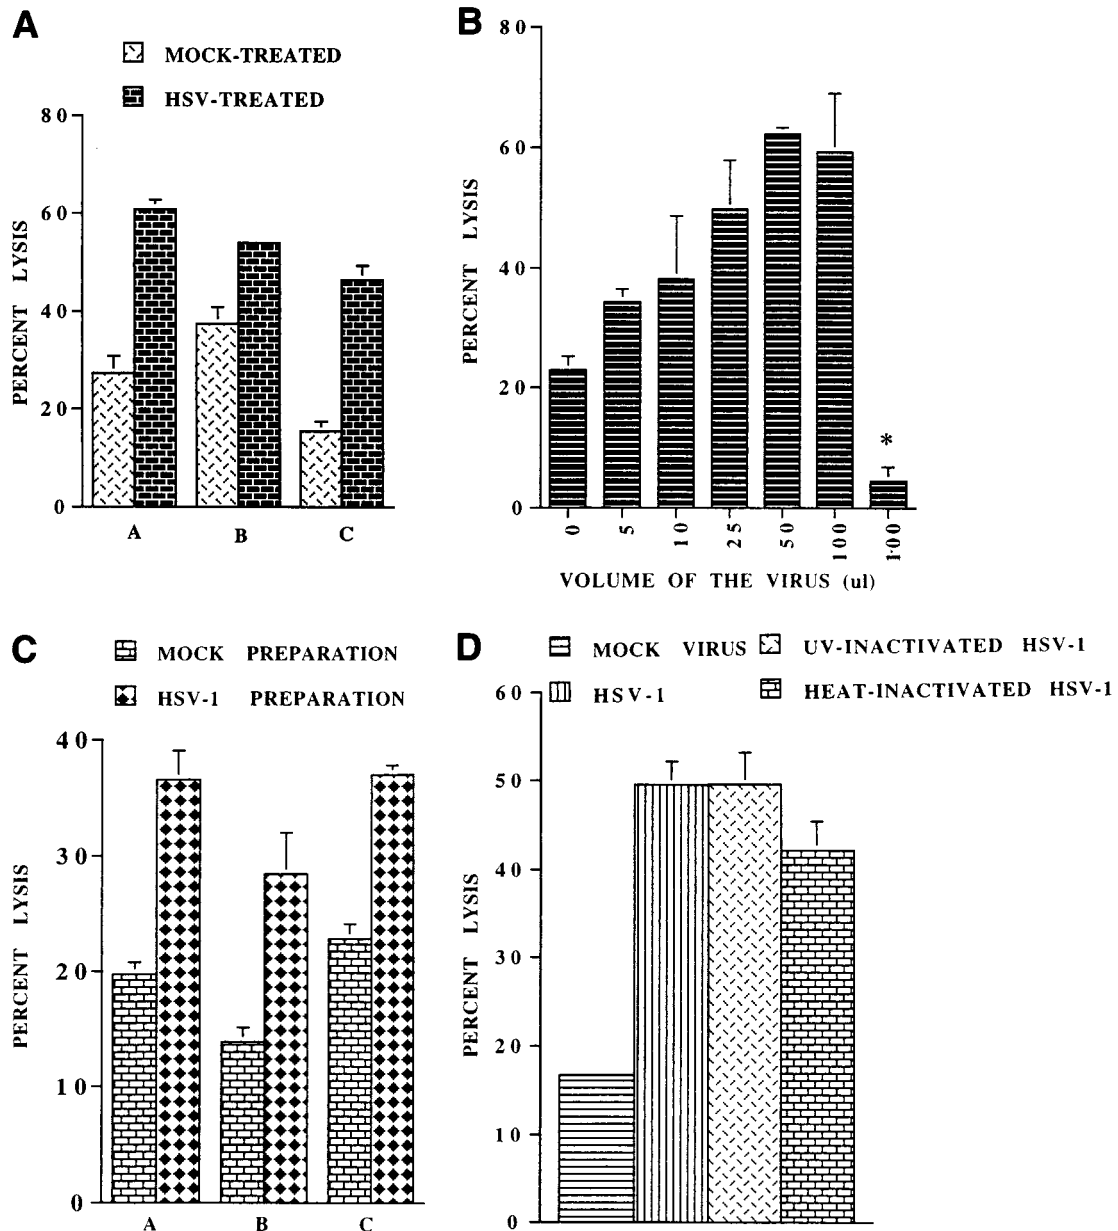 A
MOCK-TREATED
HSV-TREATED
80
60
40
20
0
PERCENT LYSIS
A B C
B
80
60
40
20
0
PERCENT LYSIS
*
0 5 10 25 50 100 100
VOLUME OF THE VIRUS (ul)
C
MOCK PREPARATION
HSV-1 PREPARATION
40
30
20
10
0
PERCENT LYSIS
A B C
D
MOCK VIRUS UV-INACTIVATED HSV-1
HSV-1 HEAT-INACTIVATED HSV-1
60
50
40
30
20
10
0
PERCENT LYSIS